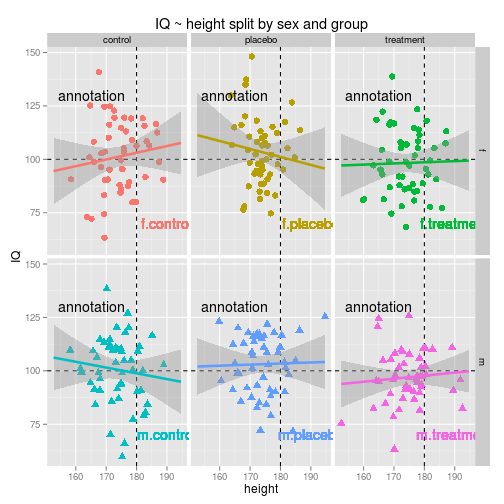 IQ ~ height split by sex and group
control placebo treatment
150
annotation annotation annotation
125
100 f
75
f.contro f.placeb f.treatme
IQ
150
annotation annotation annotation
125
100 m
75
m.contro m.placeb m.treatme
160 170 180 190 160 170 180 190 160 170 180 190
height